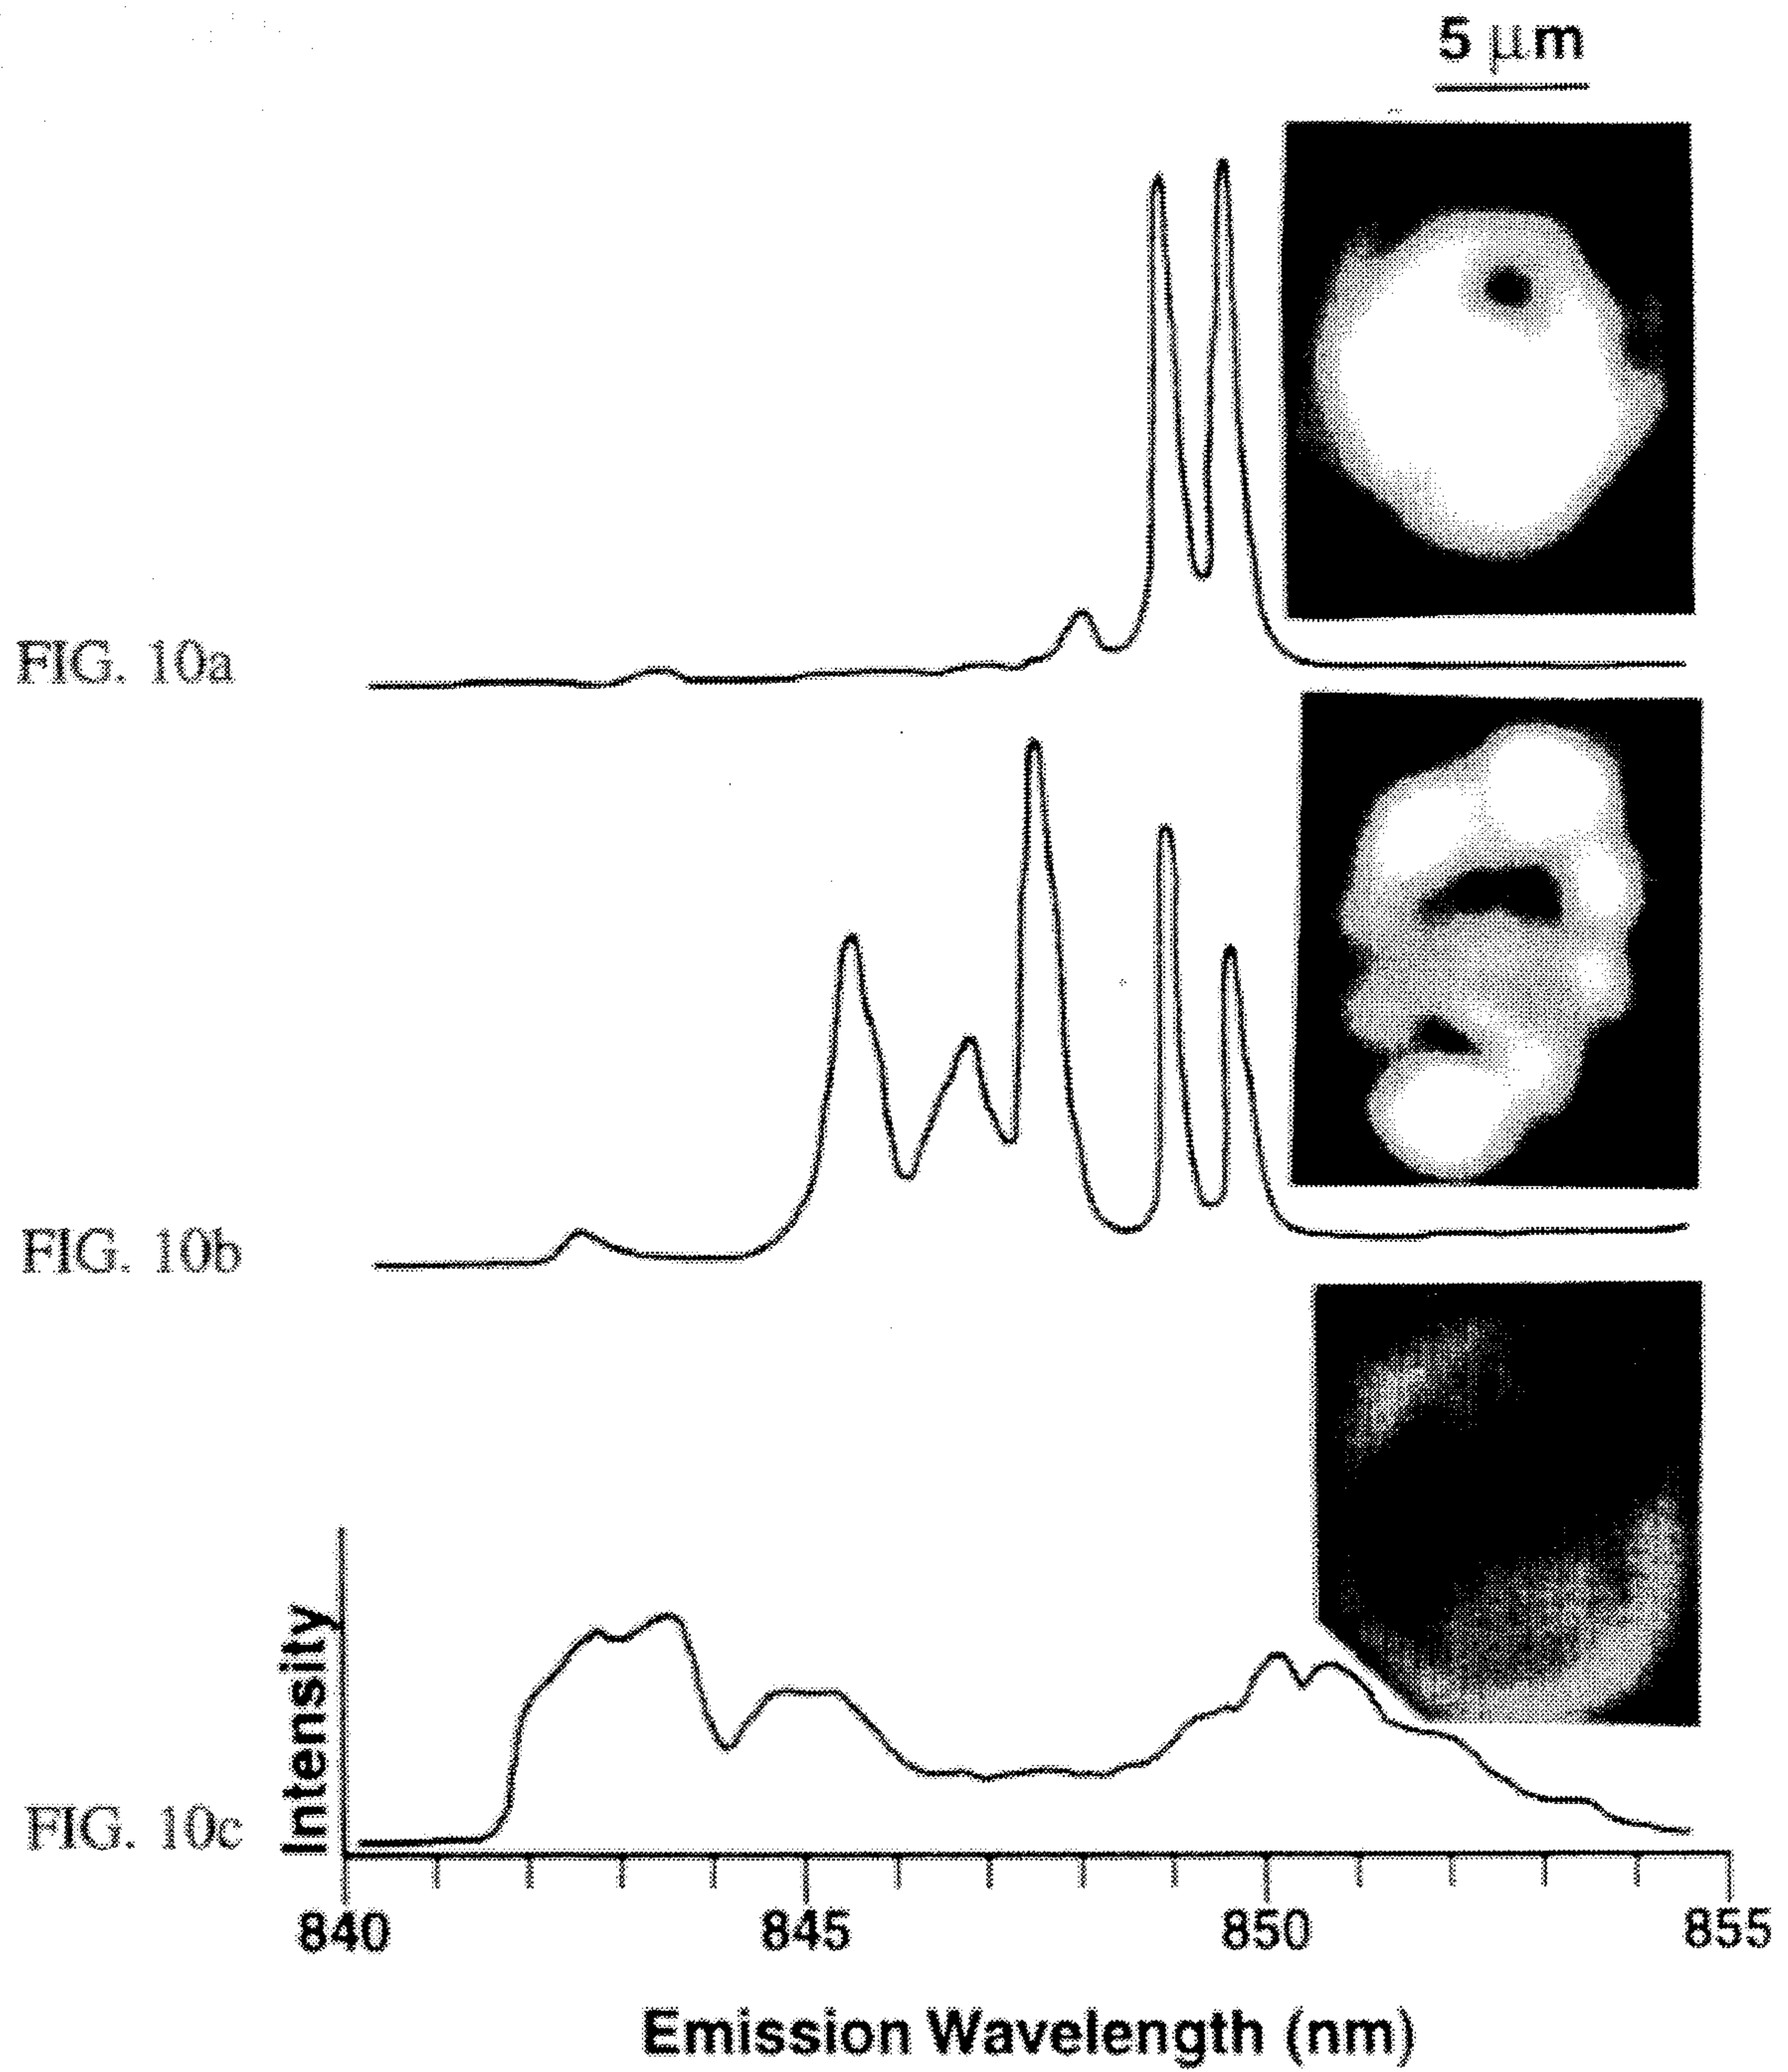 5 µm
FIG. 10a
FIG. 10b
FIG. 10c
Intensity
840 845 850 855
Emission Wavelength (nm)